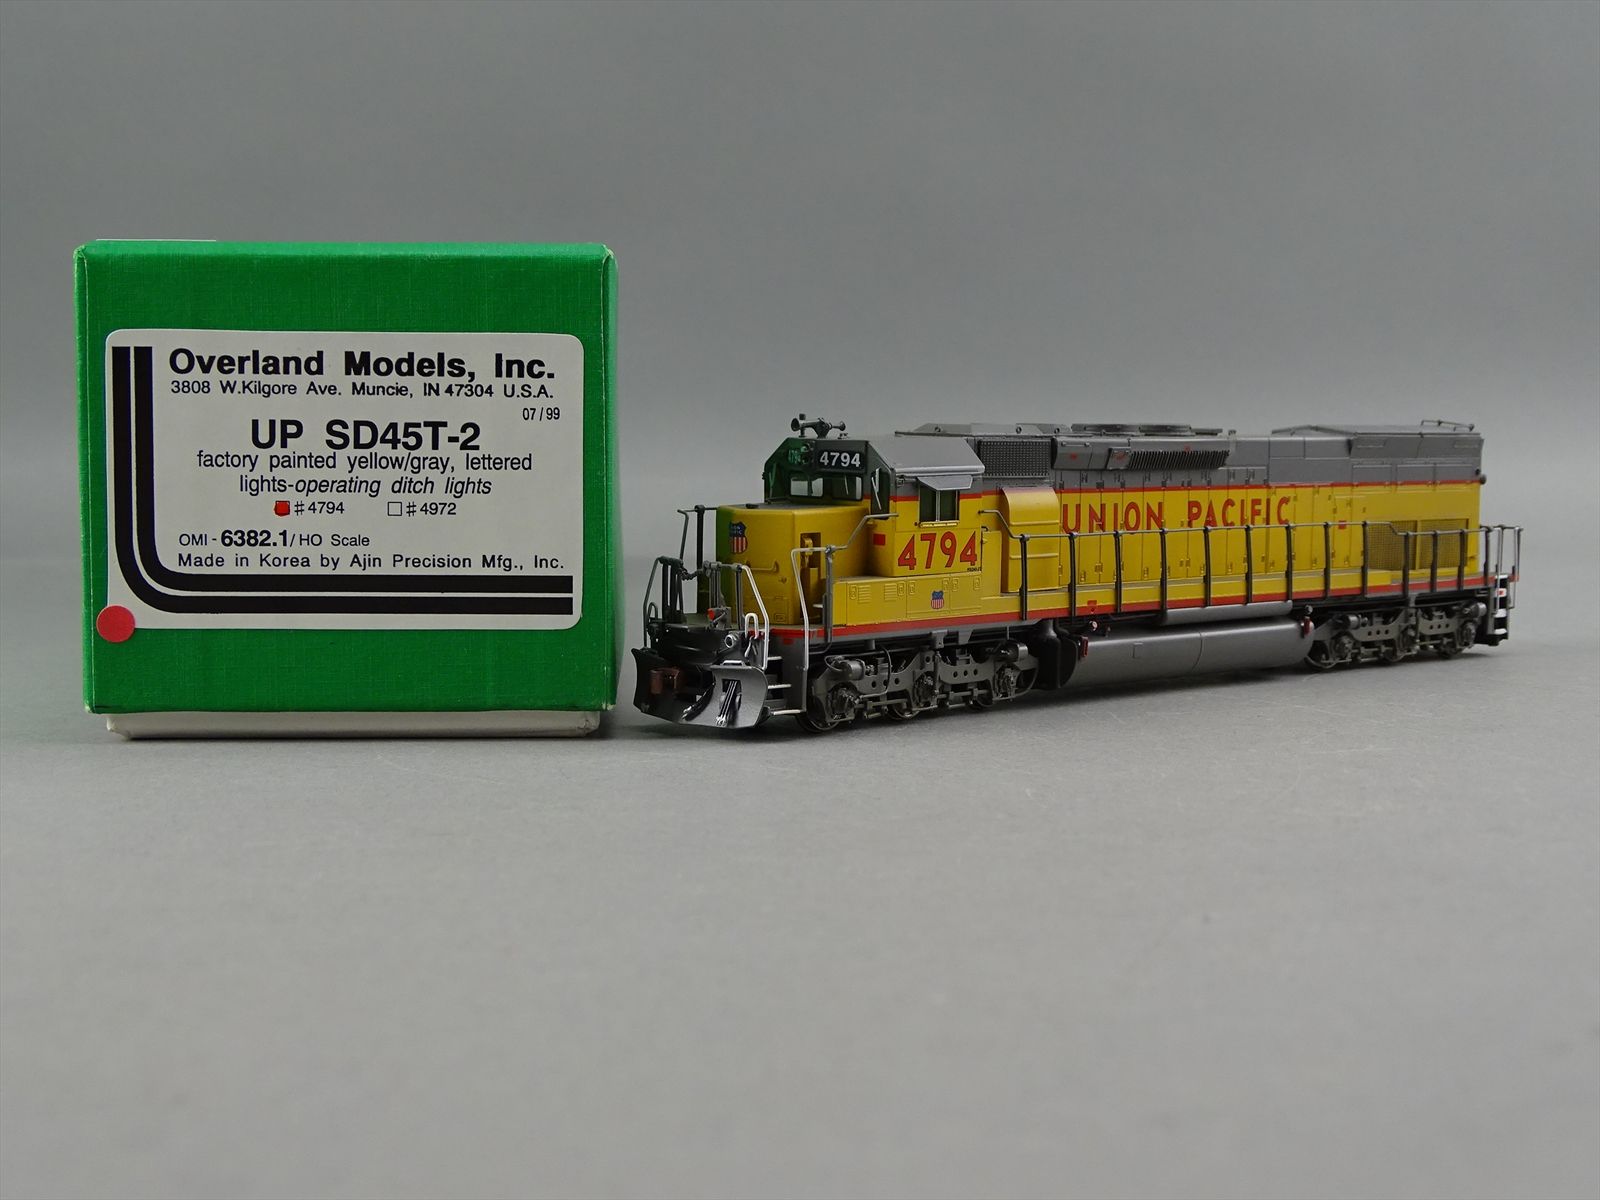 Overland Models, Inc.
3808 W.Kilgore Ave. Muncie, IN 47304 U.S.A.
07/99
UP SD45T-2
factory painted yellow/gray, lettered
lights-operating ditch lights
#4794 #4972
OMI-6382.1/HO Scale
Made in Korea by Ajin Precision Mfg., Inc.
4794
4794
UNION PACIFIC
4794